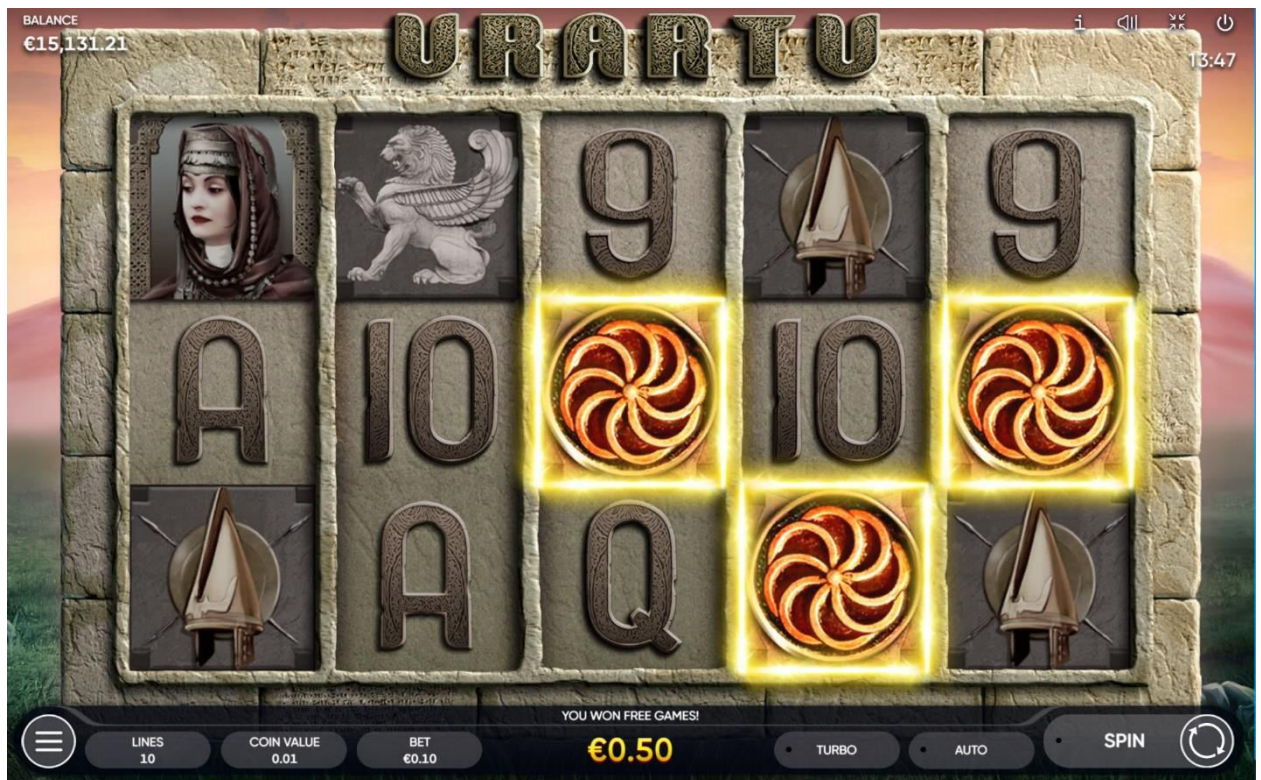 BALANCE
€15,131.21
URARTU
13:47
9 9
A 10 10
A Q
YOU WON FREE GAMES!
€0.50
LINES
10
COIN VALUE
0.01
BET
€0.10
TURBO
AUTO
SPIN